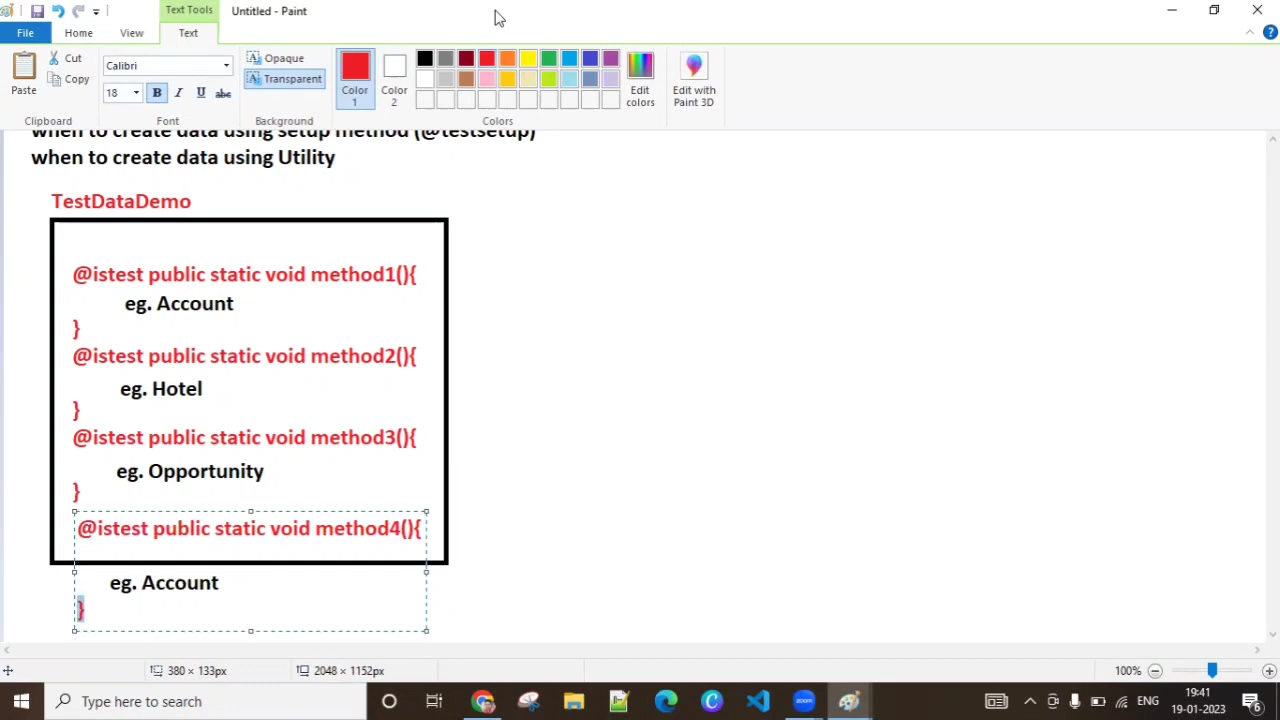 Text Tools
Untitled - Paint
File
Home
View
Text
Paste
Cut
Copy
Clipboard
Calibri
18
B
I
U
abc
Font
A
Opaque
A
Transparent
Background
Color
1
Color
2
Edit
colors
Colors
Edit with
Paint 3D
when to create data using setup method (@testsetup)
when to create data using Utility
TestDataDemo
@istest public static void method1(){
eg. Account
}
@istest public static void method2(){
eg. Hotel
}
@istest public static void method3(){
eg. Opportunity
}
@istest public static void method4(){
eg. Account
}
380 × 133px
2048 × 1152px
100%
Type here to search
zoom
ENG
19:41
19-01-2023
6